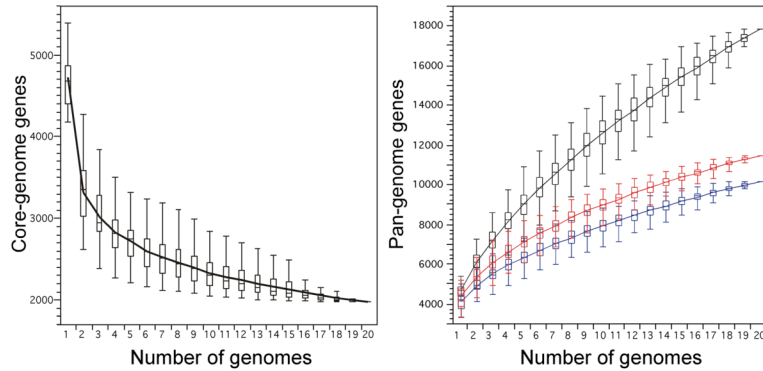 Core-genome genes
5000
4000
3000
2000
1 2 3 4 5 6 7 8 9 10 11 12 13 14 15 16 17 18 19 20
Number of genomes
Pan-genome genes
18000
16000
14000
12000
10000
8000
6000
4000
1 2 3 4 5 6 7 8 9 10 11 12 13 14 15 16 17 18 19 20
Number of genomes